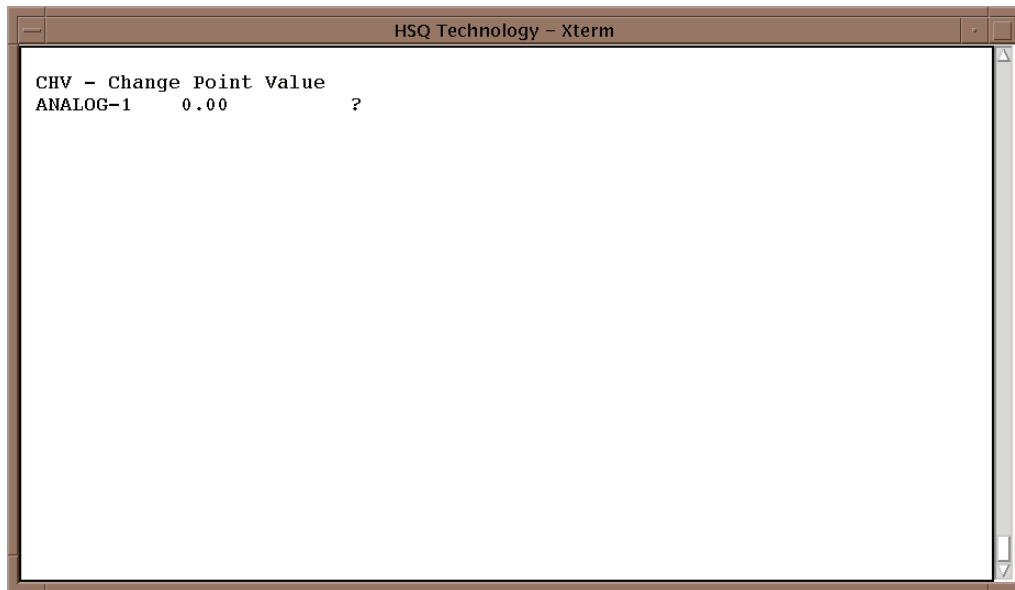 HSQ Technology – Xterm
CHV – Change Point Value
ANALOG–1 0.00 ?